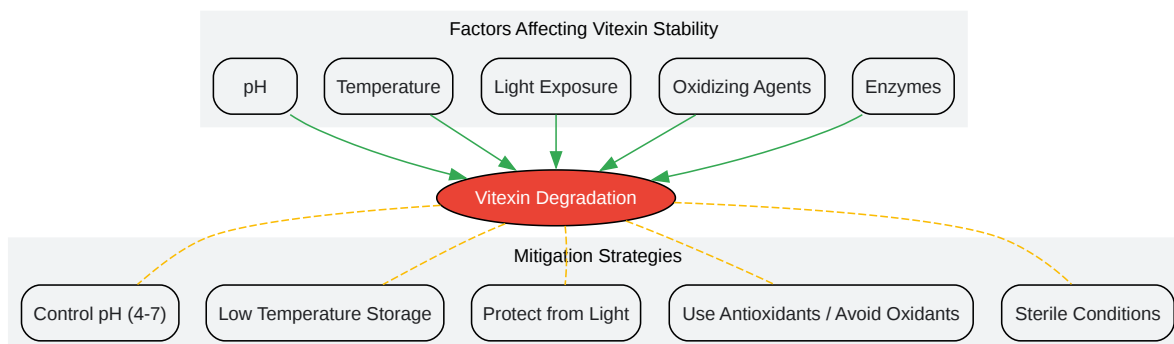 Factors Affecting Vitexin Stability
pH
Temperature
Light Exposure
Oxidizing Agents
Enzymes
Vitexin Degradation
Mitigation Strategies
Control pH (4-7)
Low Temperature Storage
Protect from Light
Use Antioxidants / Avoid Oxidants
Sterile Conditions